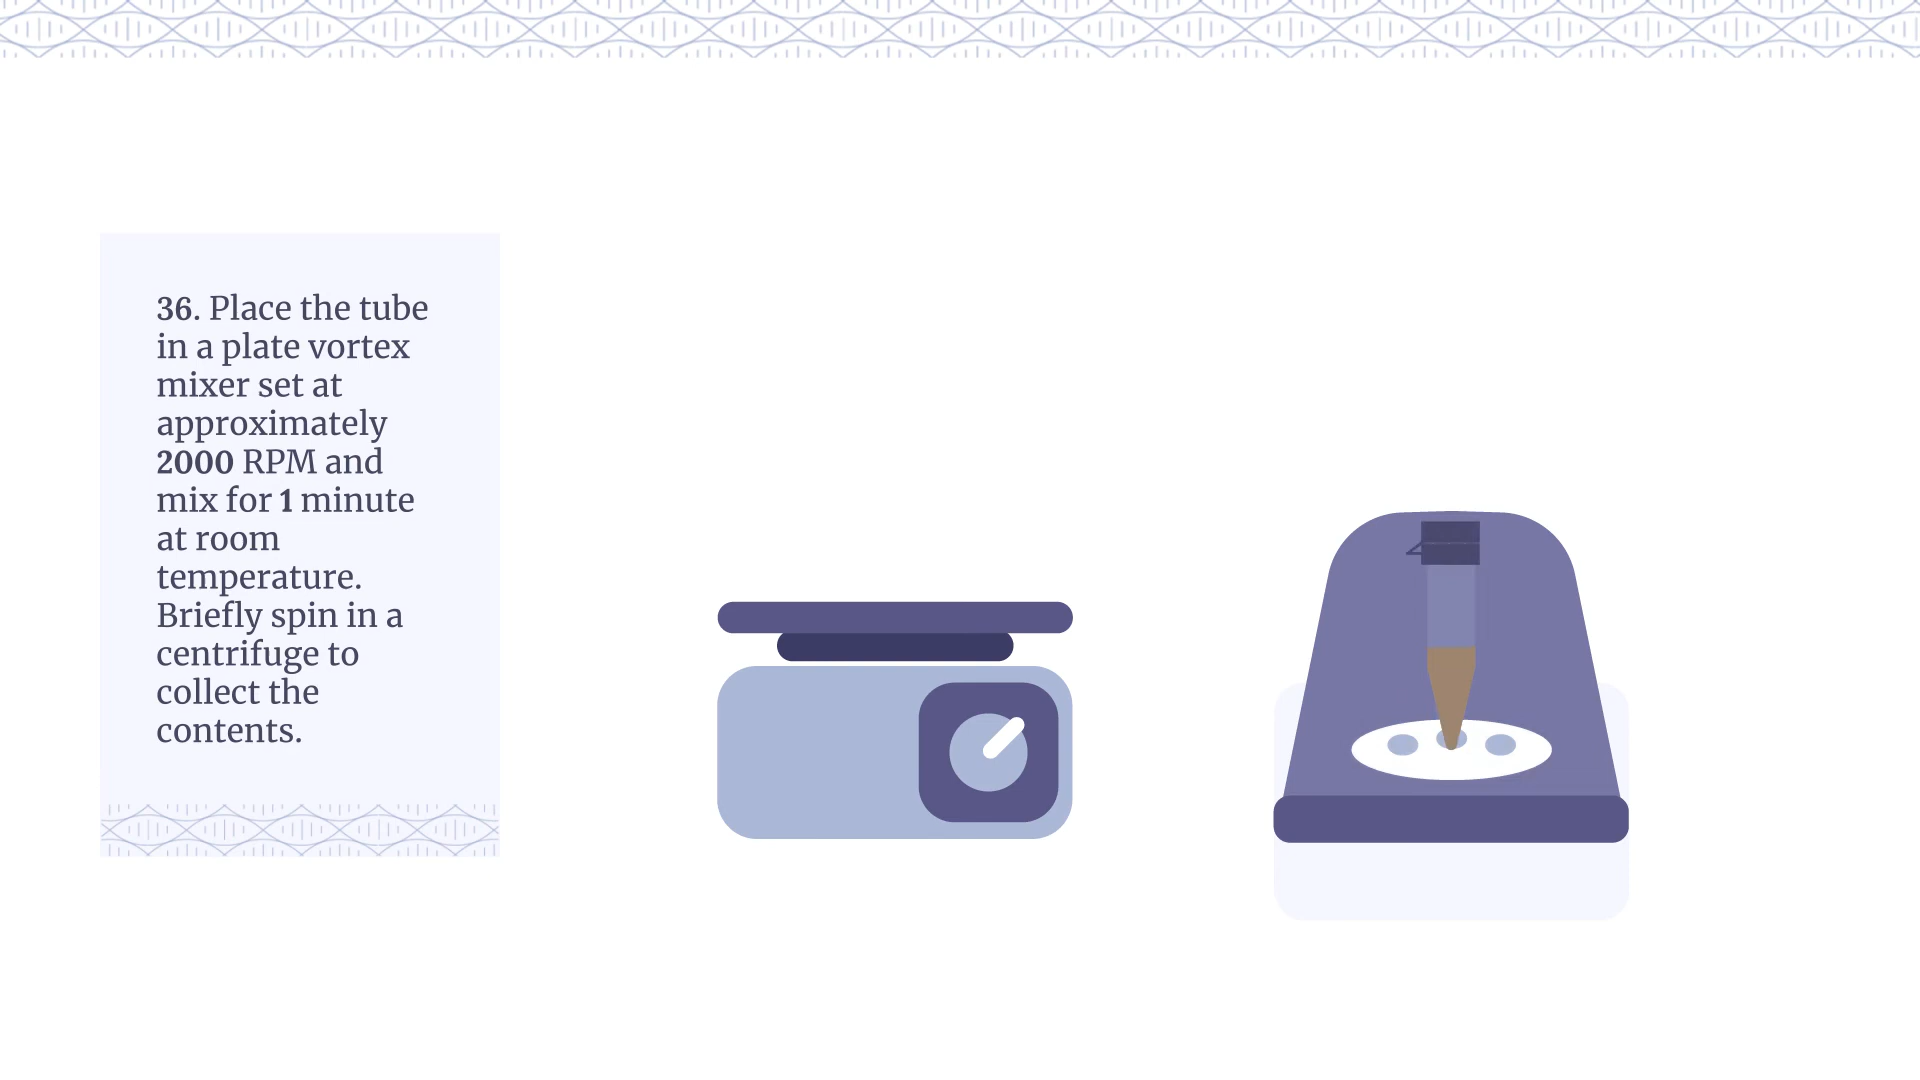 36. Place the tube
in a plate vortex
mixer set at
approximately
2000 RPM and
mix for 1 minute
at room
temperature.
Briefly spin in a
centrifuge to
collect the
contents.